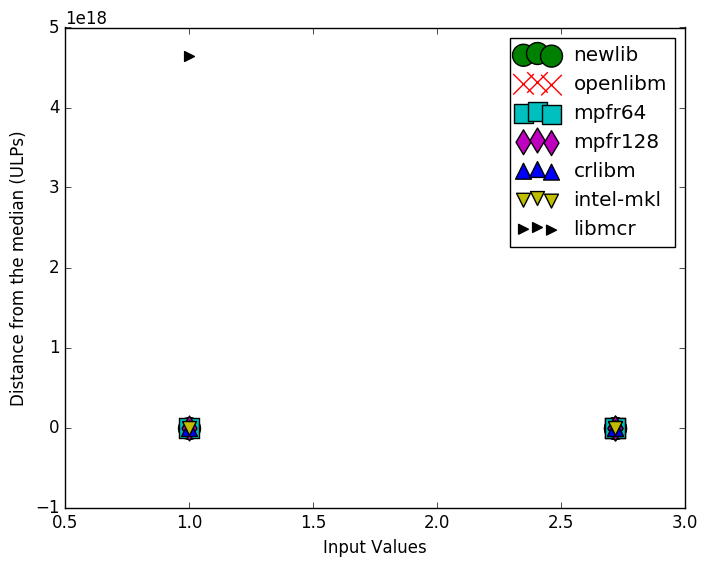 1e18
5
4
3
2
1
0
−1
0.5
1.0
1.5
2.0
2.5
3.0
Distance from the median (ULPs)
Input Values
newlib
openlibm
mpfr64
mpfr128
crlibm
intel-mkl
libmcr